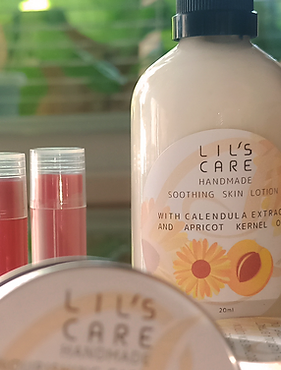 LIL'S
CARE
HANDMADE
SOOTHING SKIN LOTION
WITH CALENDULA EXTRAC
AND APRICOT KERNEL O
20ml
LIL'S
CARE
HANDMADE